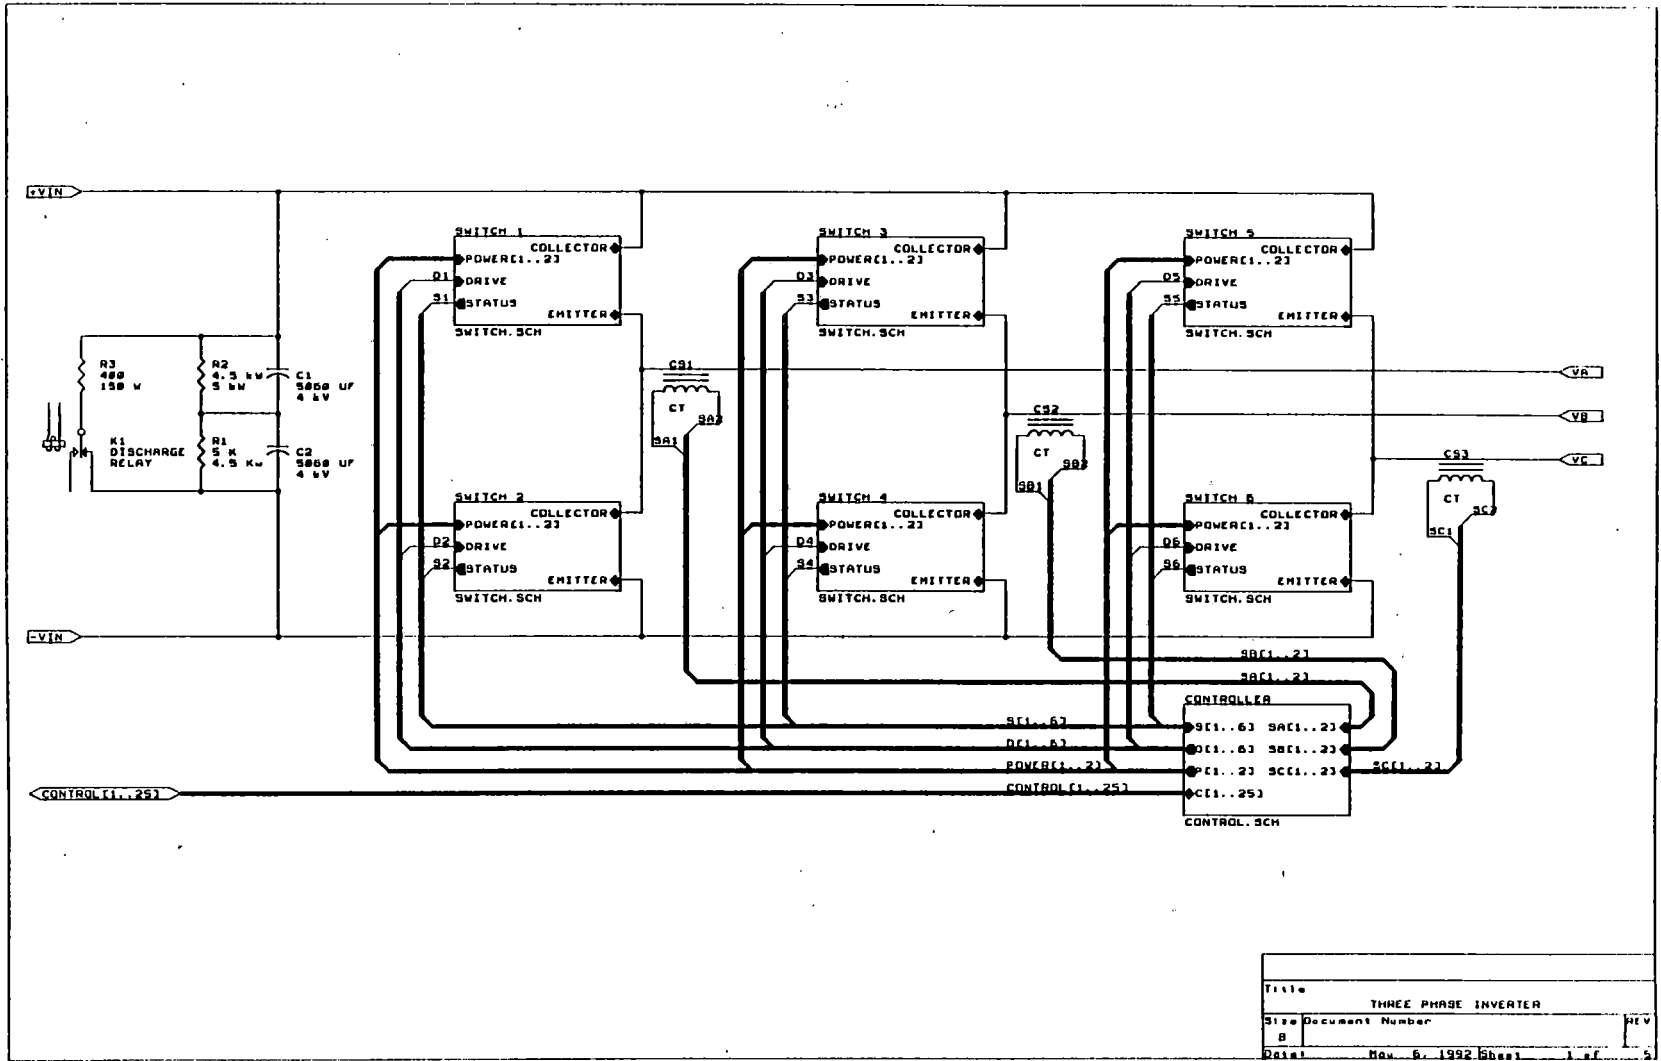 +VIN
SWITCH 1
COLLECTOR
POWER[1..2]
D1
DRIVE
S1
STATUS
EMITTER
SWITCH.SCH
SWITCH 3
COLLECTOR
POWER[1..2]
D3
DRIVE
S3
STATUS
EMITTER
SWITCH.SCH
SWITCH 5
COLLECTOR
POWER[1..2]
D5
DRIVE
S5
STATUS
EMITTER
SWITCH.SCH
R3
400
150 W
R2
4.5 kW
5 kW
C1
5060 UF
4 kV
K1
DISCHARGE
RELAY
R1
5 K
4.5 Kw
C2
5060 UF
4 kV
CS1
CT
SA2
SA1
CS2
CT
SB2
SB1
CS3
CT
SC2
SC1
VA
VB
VC
SWITCH 2
COLLECTOR
POWER[1..2]
D2
DRIVE
S2
STATUS
EMITTER
SWITCH.SCH
SWITCH 4
COLLECTOR
POWER[1..2]
D4
DRIVE
S4
STATUS
EMITTER
SWITCH.SCH
SWITCH 6
COLLECTOR
POWER[1..2]
D6
DRIVE
S6
STATUS
EMITTER
SWITCH.SCH
-VIN
SB[1..2]
SA[1..2]
CONTROLLER
S[1..6]
S[1..6] SA[1..2]
D[1..6]
D[1..6] SB[1..2]
POWER[1..2]
P[1..2] SC[1..2]
SC[1..2]
CONTROL[1..25]
CONTROL[1..25]
C[1..25]
CONTROL.SCH
Title
THREE PHASE INVERTER
Size Document Number
REV
B
Date: 6, 1992 Sheet 1 of 5